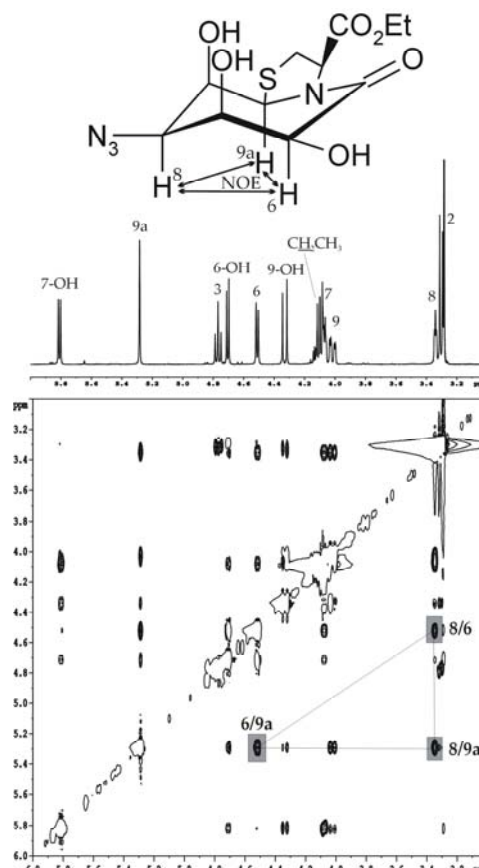 OH
CO₂Et
OH
S
N
O
N₃
9a
H
OH
8
H
NOE
H
6
9a
7-OH
6-OH
9-OH
CH₂CH₃
2
3
6
7
9
8
ppm
3.2
3.4
3.6
3.8
4.0
4.2
4.4
4.6
8/6
4.8
5.0
6/9a
5.2
8/9a
5.4
5.6
5.8
6.0